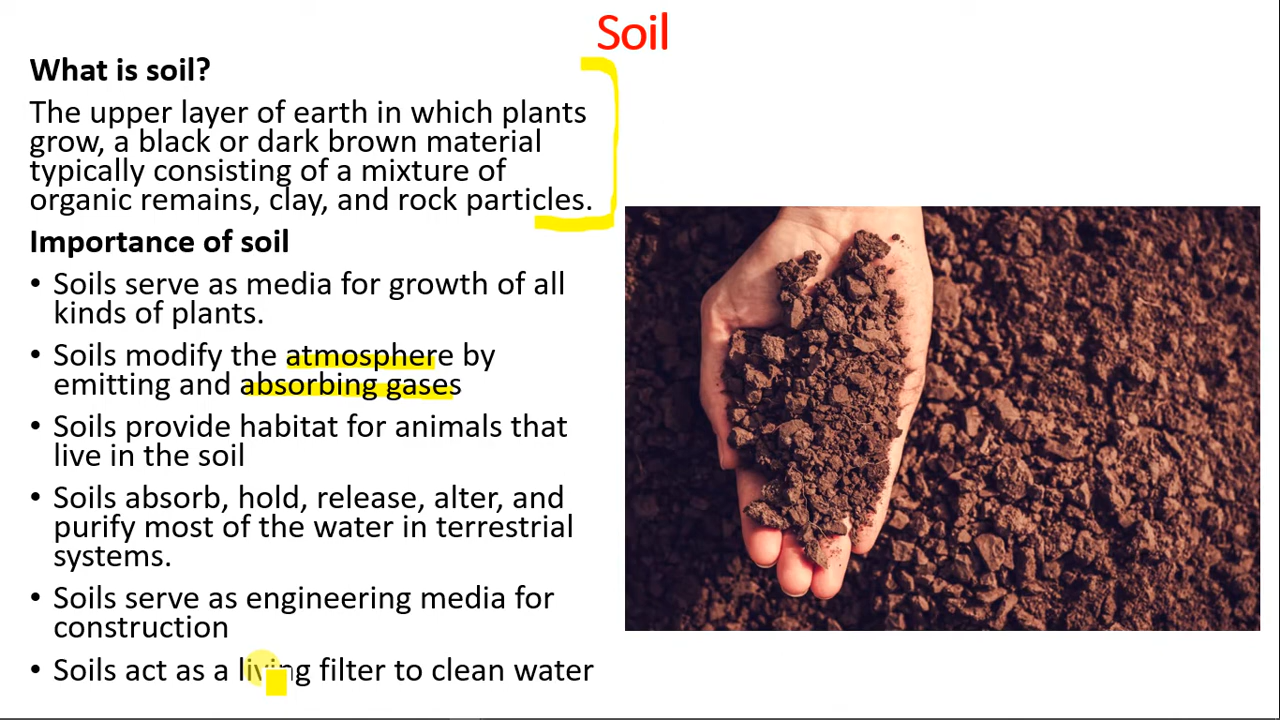 Soil
What is soil?
The upper layer of earth in which plants
grow, a black or dark brown material
typically consisting of a mixture of
organic remains, clay, and rock particles.
Importance of soil
• Soils serve as media for growth of all
kinds of plants.
• Soils modify the atmosphere by
emitting and absorbing gases
• Soils provide habitat for animals that
live in the soil
• Soils absorb, hold, release, alter, and
purify most of the water in terrestrial
systems.
• Soils serve as engineering media for
construction
• Soils act as a living filter to clean water